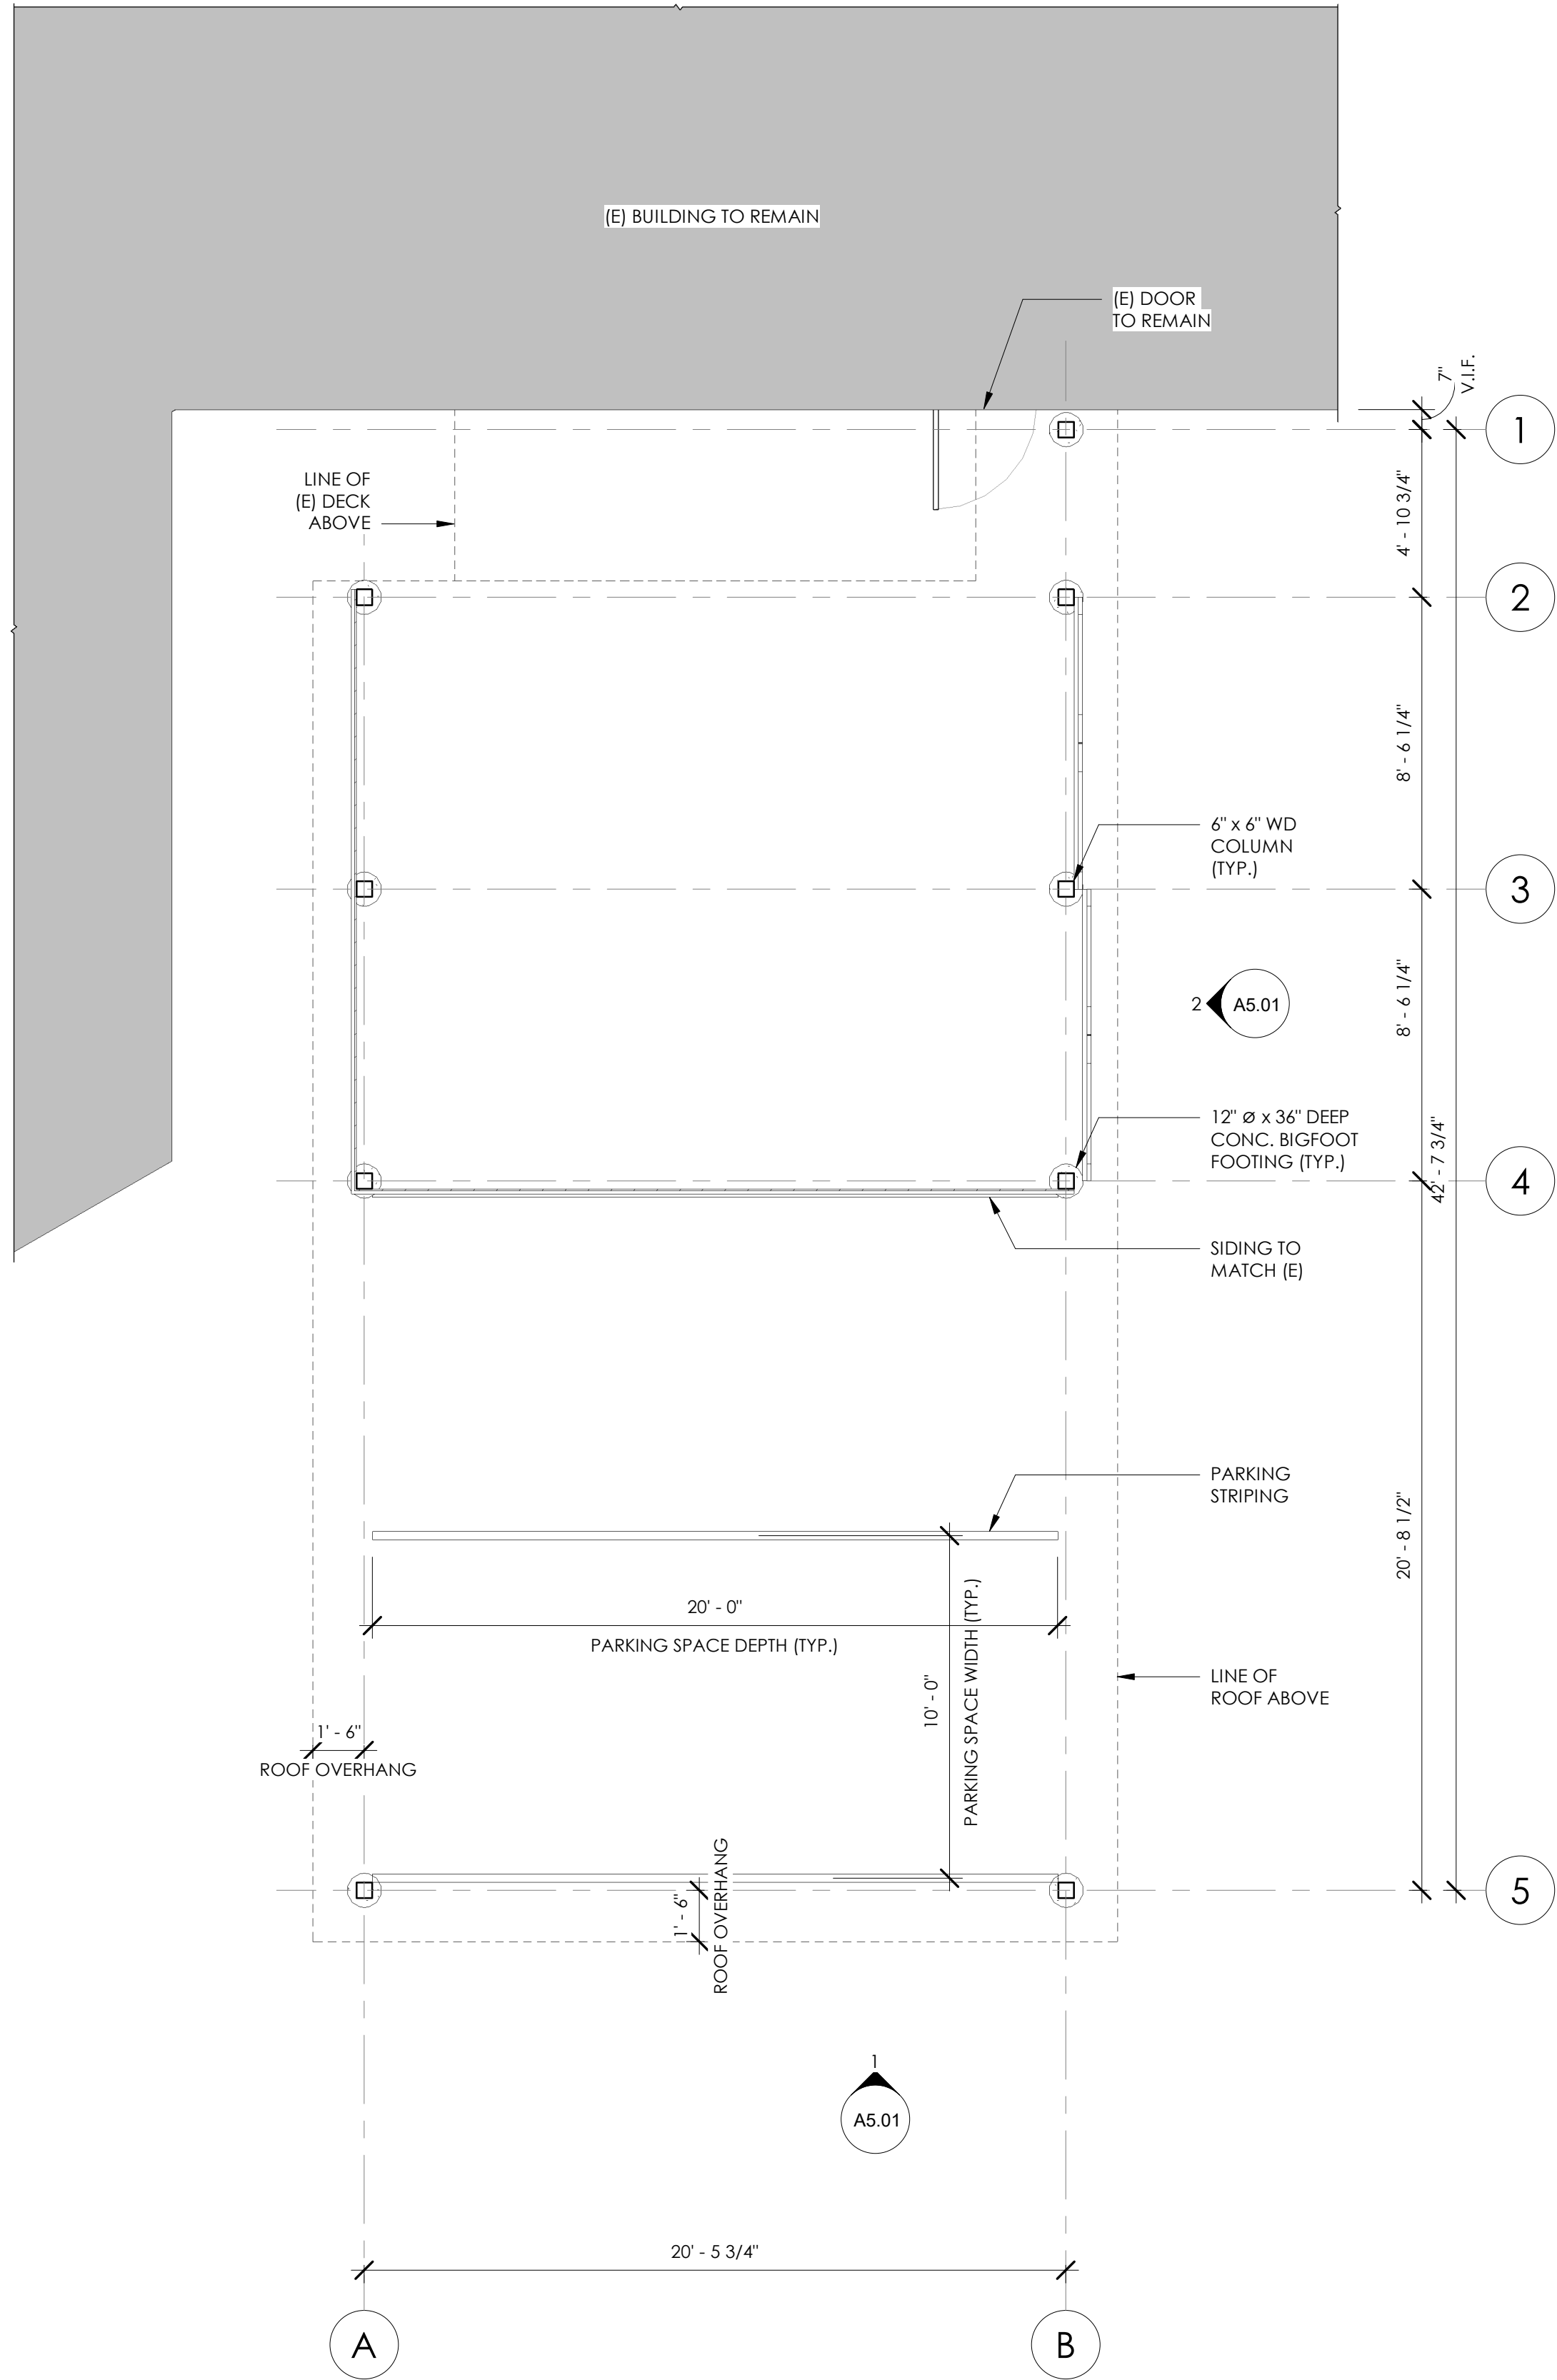 (E) BUILDING TO REMAIN
(E) DOOR
TO REMAIN
7"
V.I.F.
1
LINE OF
(E) DECK
ABOVE
4' - 10 3/4"
2
8' - 6 1/4"
6" x 6" WD
COLUMN
(TYP.)
3
8' - 6 1/4"
2
A5.01
12" ⌀ x 36" DEEP
CONC. BIGFOOT
FOOTING (TYP.)
42' - 7 3/4"
4
SIDING TO
MATCH (E)
PARKING
STRIPING
20' - 8 1/2"
20' - 0"
PARKING SPACE DEPTH (TYP.)
10' - 0"
PARKING SPACE WIDTH (TYP.)
LINE OF
ROOF ABOVE
1' - 6"
ROOF OVERHANG
1' - 6"
ROOF OVERHANG
5
1
A5.01
20' - 5 3/4"
A
B